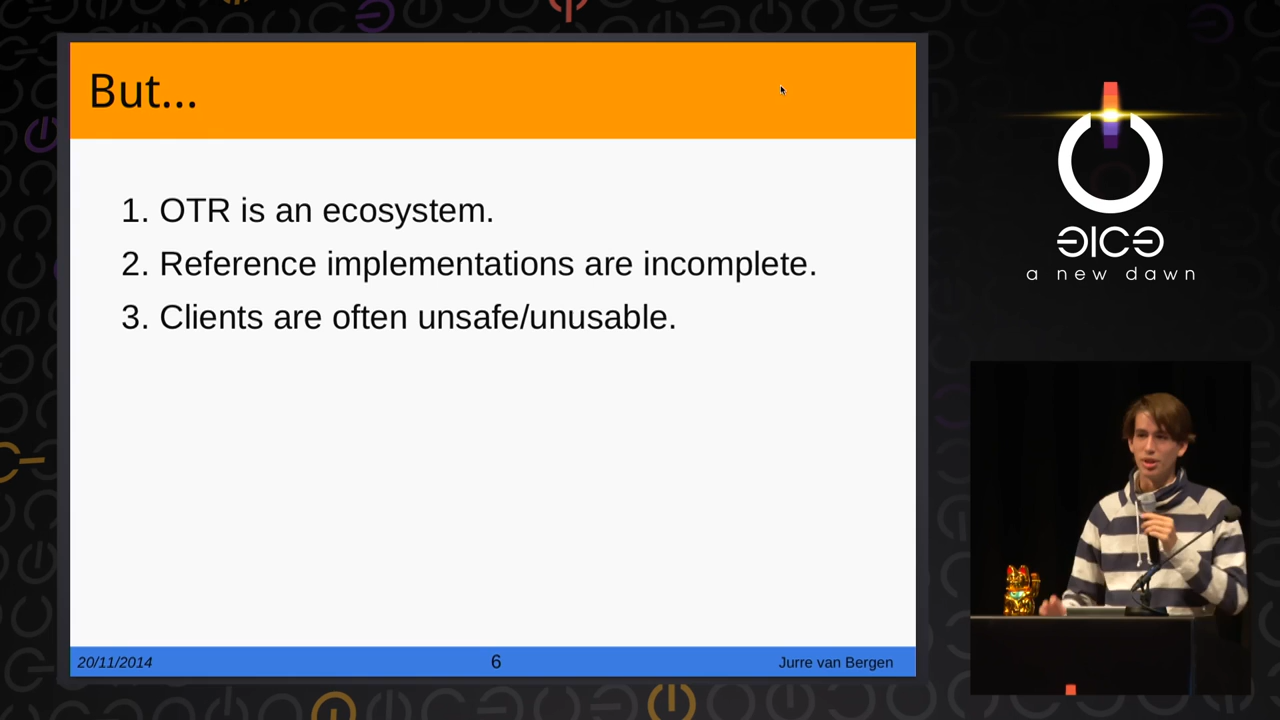 But...
1. OTR is an ecosystem.
2. Reference implementations are incomplete.
3. Clients are often unsafe/unusable.
20/11/2014
6
Jurre van Bergen
a new dawn